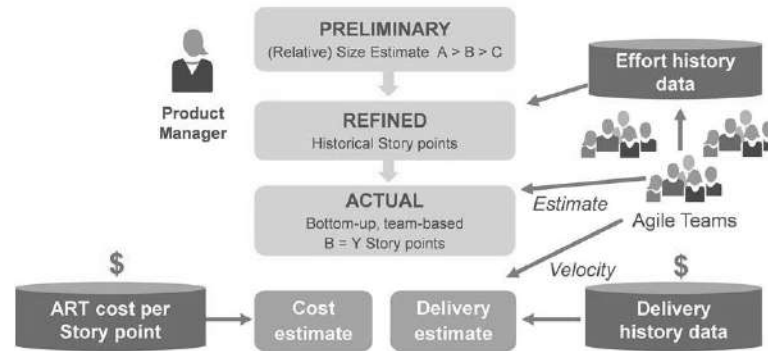 PRELIMINARY
(Relative) Size Estimate A > B > C
Product
Manager
REFINED
Historical Story points
Effort history
data
ACTUAL
Bottom-up, team-based
B = Y Story points
Estimate
Agile Teams
Velocity
$
ART cost per
Story point
Cost
estimate
Delivery
estimate
$
Delivery
history data